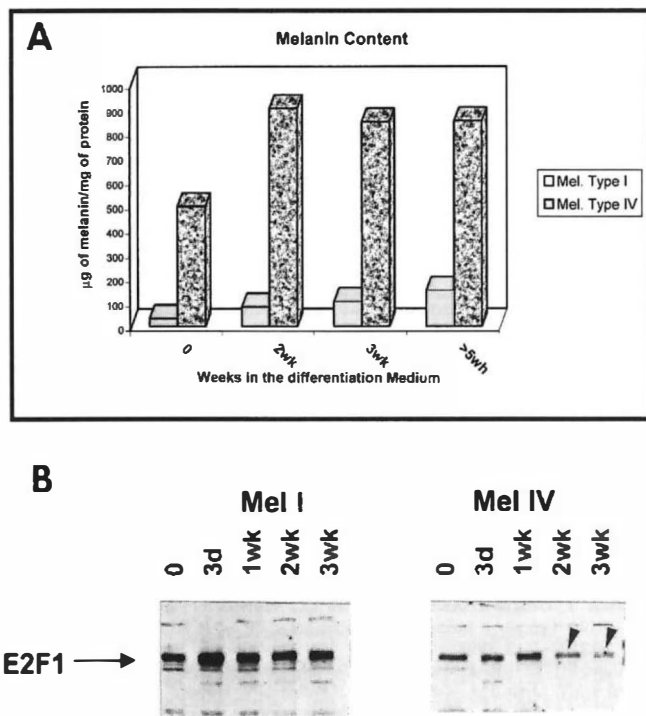 A
Melanin Content
µg of melanin/mg of protein
1000
900
800
700
600
500
400
300
200
100
0
0
2wk
3wk
>5wh
Weeks in the differentiation Medium
Mel. Type I
Mel. Type IV
B
Mel I
0
3d
1wk
2wk
3wk
Mel IV
0
3d
1wk
2wk
3wk
E2F1